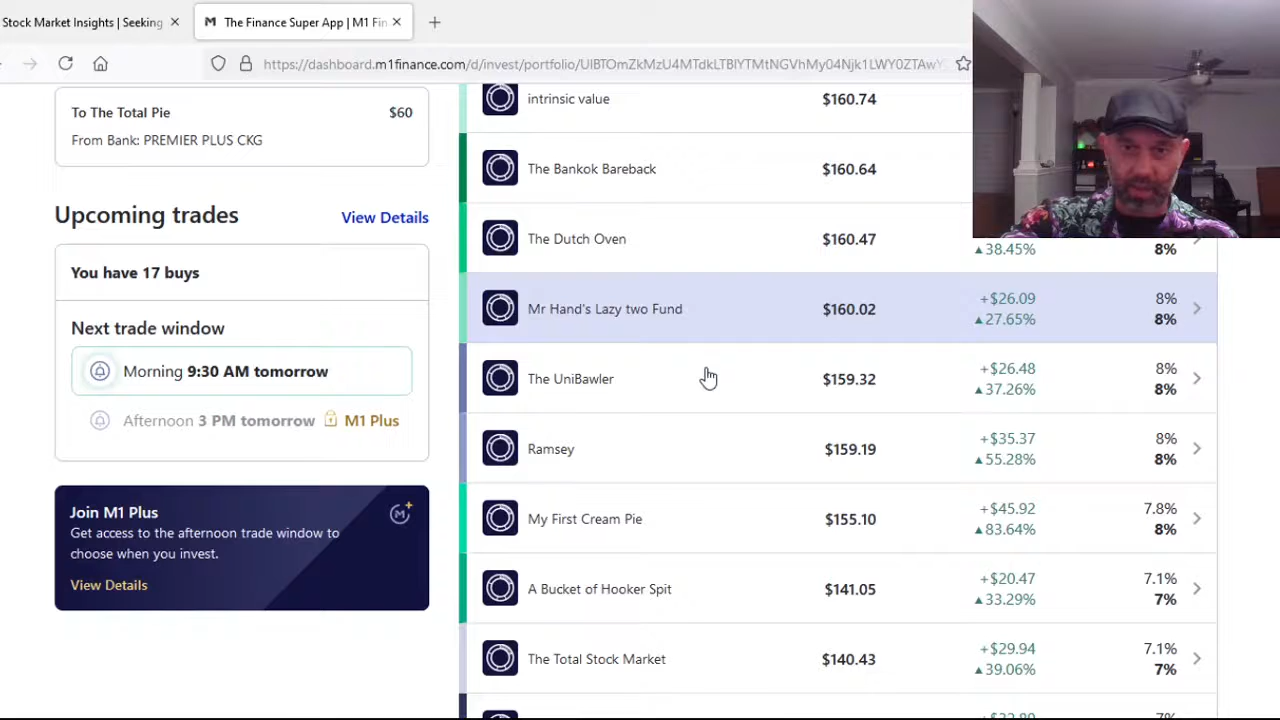 Stock Market Insights | Seeking
The Finance Super App | M1 Fin
https://dashboard.m1finance.com/d/invest/portfolio/
To The Total Pie $60
From Bank: PREMIER PLUS CKG
Upcoming trades View Details
You have 17 buys
Next trade window
Morning 9:30 AM tomorrow
Afternoon 3 PM tomorrow M1 Plus
Join M1 Plus
Get access to the afternoon trade window to
choose when you invest.
View Details
intrinsic value $160.74
The Bankok Bareback $160.64
The Dutch Oven $160.47
▲38.45% 8%
Mr Hand's Lazy two Fund $160.02 +$26.09 8%
▲27.65% 8%
The UniBawler $159.32 +$26.48 8%
▲37.26% 8%
Ramsey $159.19 +$35.37 8%
▲55.28% 8%
My First Cream Pie $155.10 +$45.92 7.8%
▲83.64% 8%
A Bucket of Hooker Spit $141.05 +$20.47 7.1%
▲33.29% 7%
The Total Stock Market $140.43 +$29.94 7.1%
▲39.06% 7%